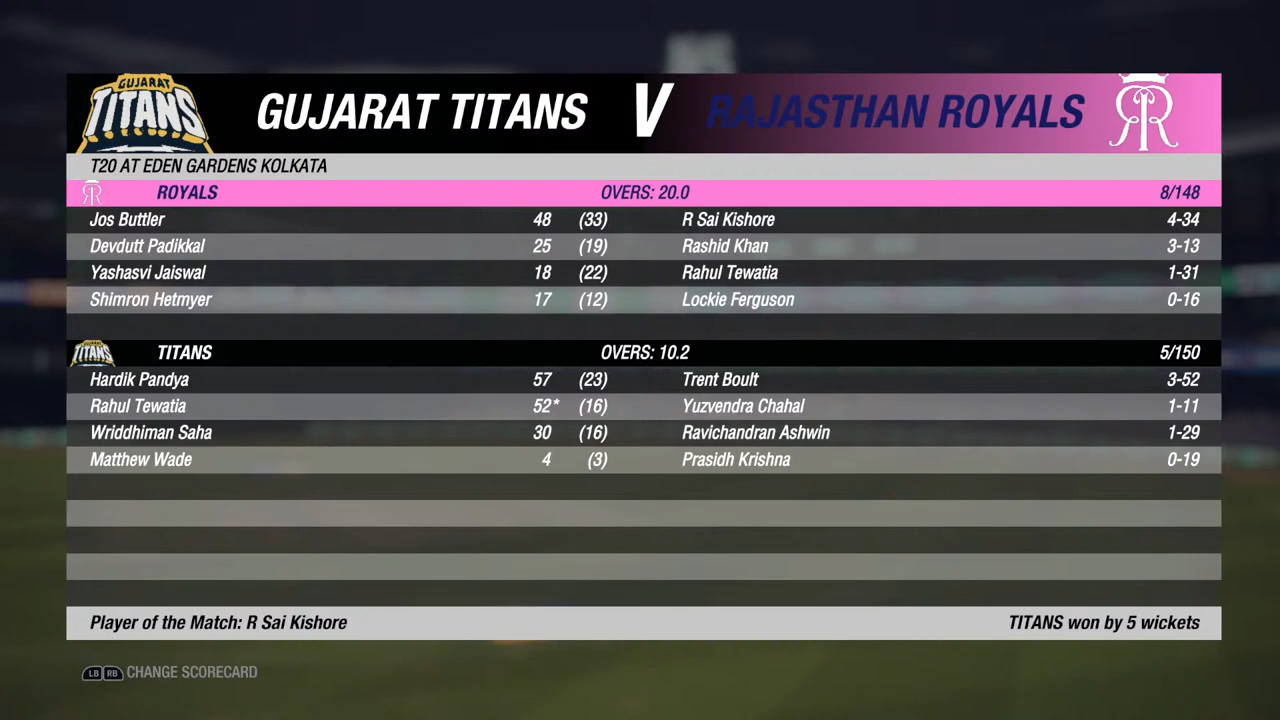 GUJARAT TITANS
GUJARAT TITANS V RAJASTHAN ROYALS
RR
T20 AT EDEN GARDENS KOLKATA
RR ROYALS OVERS: 20.0 8/148
Jos Buttler 48 (33) R Sai Kishore 4-34
Devdutt Padikkal 25 (19) Rashid Khan 3-13
Yashasvi Jaiswal 18 (22) Rahul Tewatia 1-31
Shimron Hetmyer 17 (12) Lockie Ferguson 0-16
GUJARAT TITANS TITANS OVERS: 10.2 5/150
Hardik Pandya 57 (23) Trent Boult 3-52
Rahul Tewatia 52* (16) Yuzvendra Chahal 1-11
Wriddhiman Saha 30 (16) Ravichandran Ashwin 1-29
Matthew Wade 4 (3) Prasidh Krishna 0-19
Player of the Match: R Sai Kishore TITANS won by 5 wickets
LB RB CHANGE SCORECARD